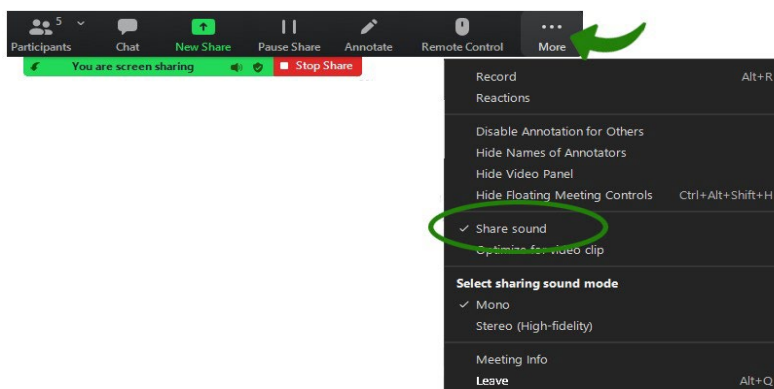 5
Participants Chat New Share Pause Share Annotate Remote Control More
You are screen sharing Stop Share
Record Alt+R
Reactions
Disable Annotation for Others
Hide Names of Annotators
Hide Video Panel
Hide Floating Meeting Controls Ctrl+Alt+Shift+H
Share sound
Optimize for video clip
Select sharing sound mode
Mono
Stereo (High-fidelity)
Meeting Info
Leave Alt+Q